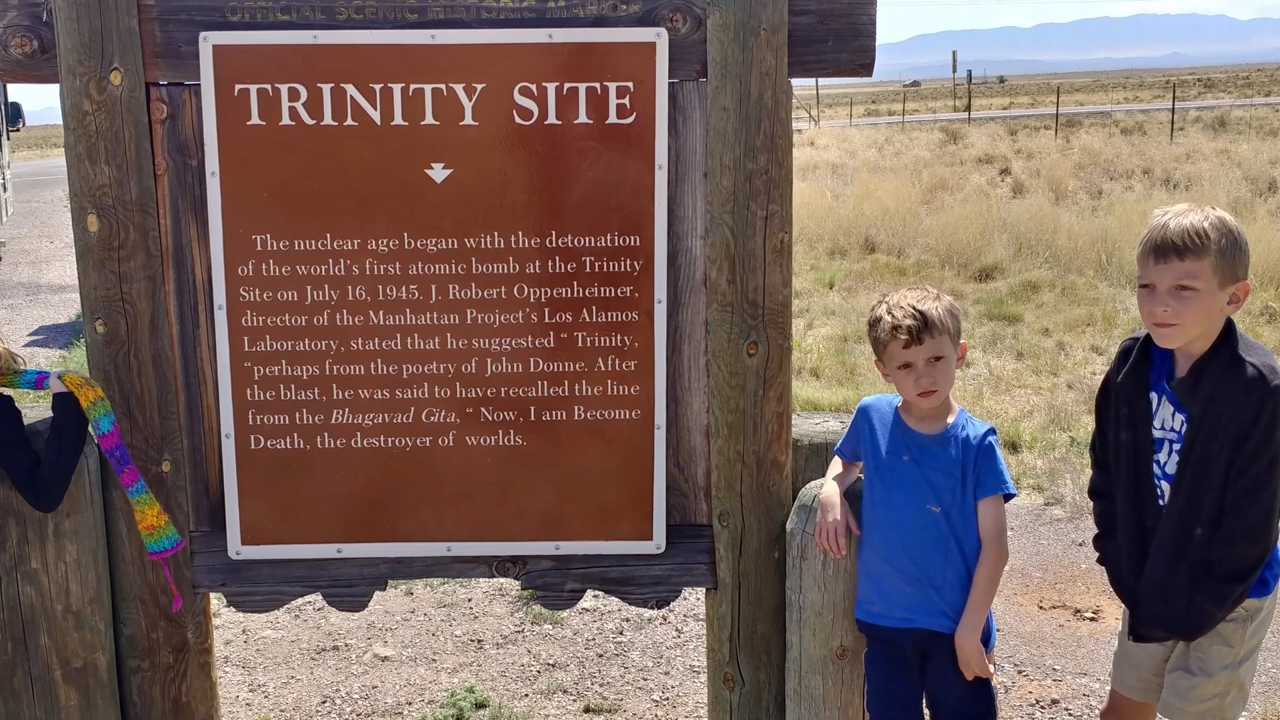 OFFICIAL SCENIC HISTORIC MARKER
TRINITY SITE
The nuclear age began with the detonation
of the world's first atomic bomb at the Trinity
Site on July 16, 1945. J. Robert Oppenheimer,
director of the Manhattan Project's Los Alamos
Laboratory, stated that he suggested “ Trinity,
“perhaps from the poetry of John Donne. After
the blast, he was said to have recalled the line
from the Bhagavad Gita, “ Now, I am Become
Death, the destroyer of worlds.